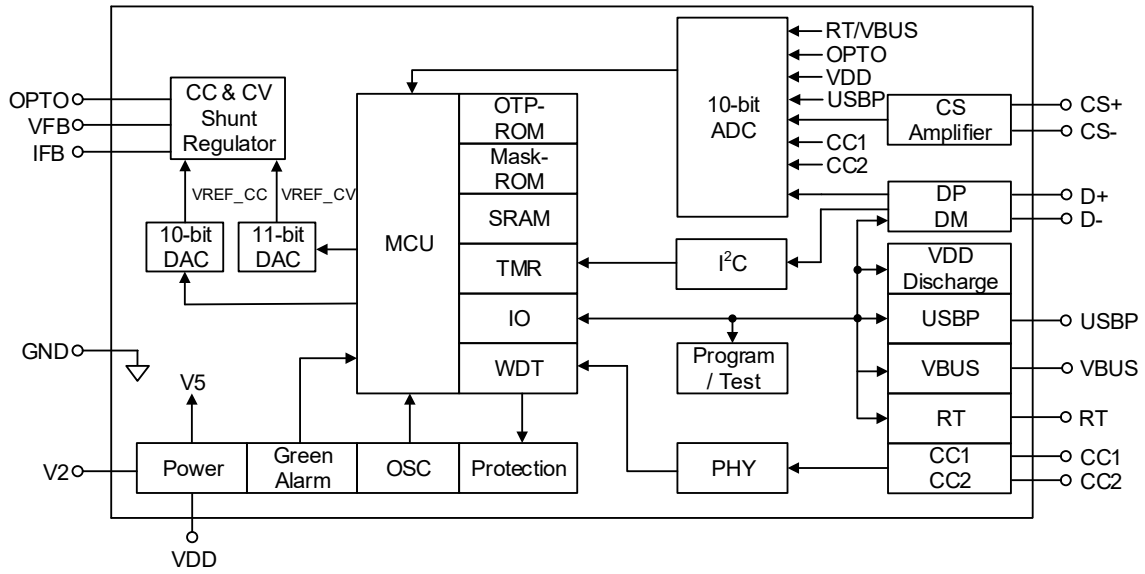 OPTO
VFB
IFB
CC & CV
Shunt
Regulator
VREF_CC
VREF_CV
10-bit
DAC
11-bit
DAC
MCU
OTP-
ROM
Mask-
ROM
SRAM
TMR
IO
WDT
10-bit
ADC
RT/VBUS
OPTO
VDD
USBP
CC1
CC2
CS
Amplifier
CS+
CS-
DP
DM
D+
D-
I²C
VDD
Discharge
USBP
USBP
VBUS
VBUS
RT
RT
CC1
CC2
CC1
CC2
Program
/ Test
PHY
GND
V5
V2
Power
Green
Alarm
OSC
Protection
VDD